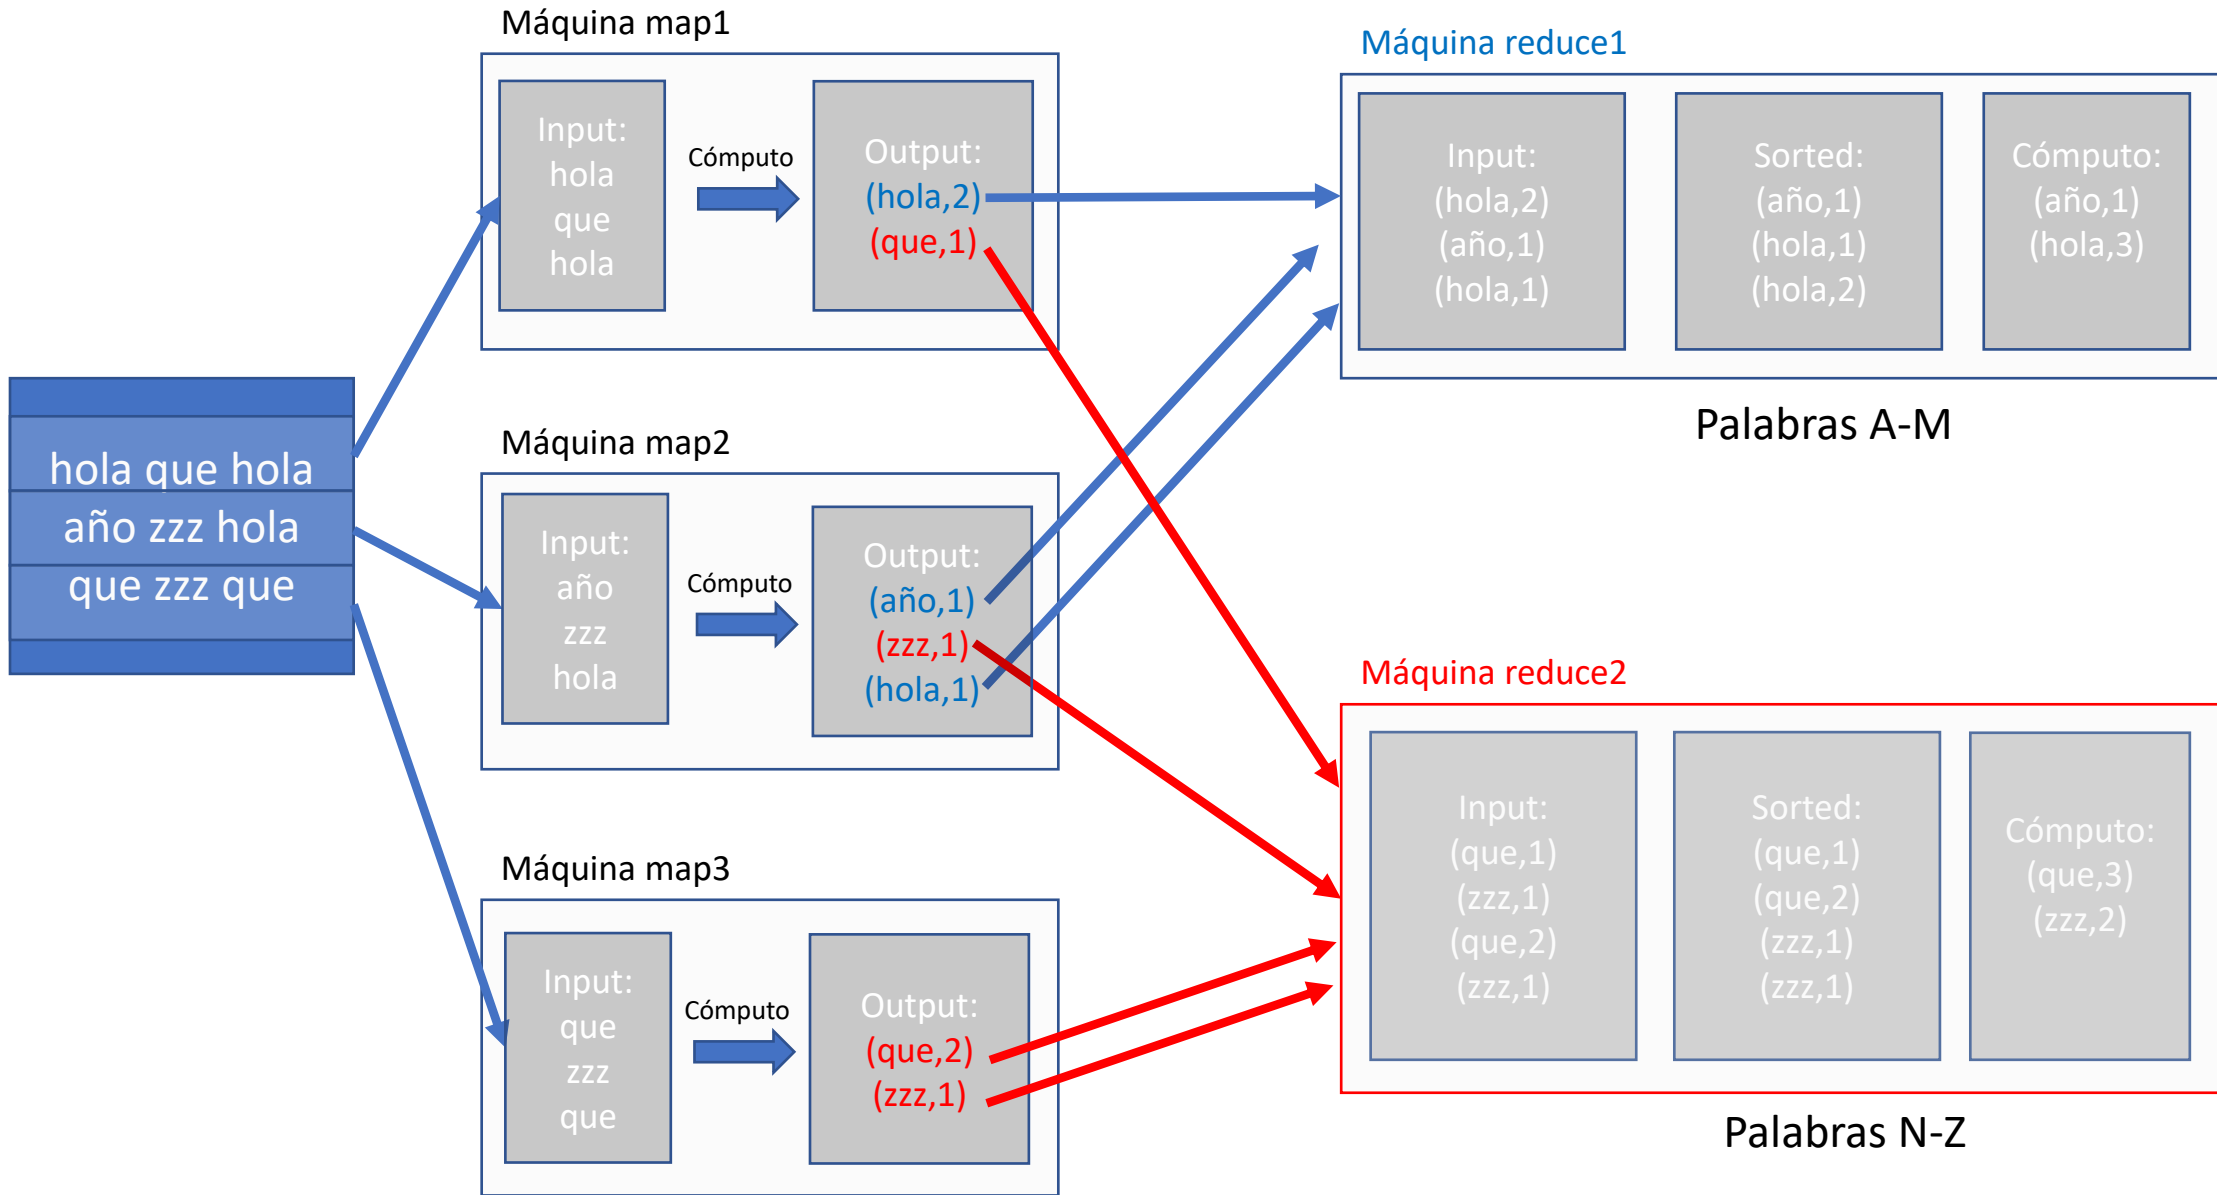 hola que hola
año zzz hola
que zzz que
Máquina map1
Input:
hola
que
hola
Cómputo
Output:
(hola,2)
(que,1)
Máquina map2
Input:
año
zzz
hola
Cómputo
Output:
(año,1)
(zzz,1)
(hola,1)
Máquina map3
Input:
que
zzz
que
Cómputo
Output:
(que,2)
(zzz,1)
Máquina reduce1
Input:
(hola,2)
(año,1)
(hola,1)
Sorted:
(año,1)
(hola,1)
(hola,2)
Cómputo:
(año,1)
(hola,3)
Palabras A-M
Máquina reduce2
Input:
(que,1)
(zzz,1)
(que,2)
(zzz,1)
Sorted:
(que,1)
(que,2)
(zzz,1)
(zzz,1)
Cómputo:
(que,3)
(zzz,2)
Palabras N-Z